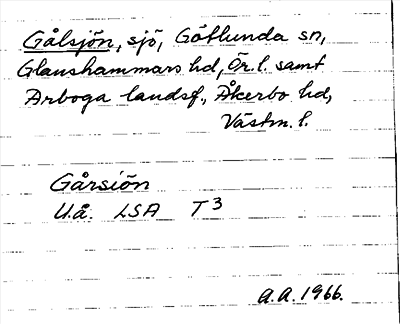 Gålsjön, sjö, Götlunda sn,
Glanshammars hd, Ör. l. samt
Arboga landsf., Åkerbo hd,
Västm. l.
Gårsiön
U.å. LSA T3
A.A. 1966.